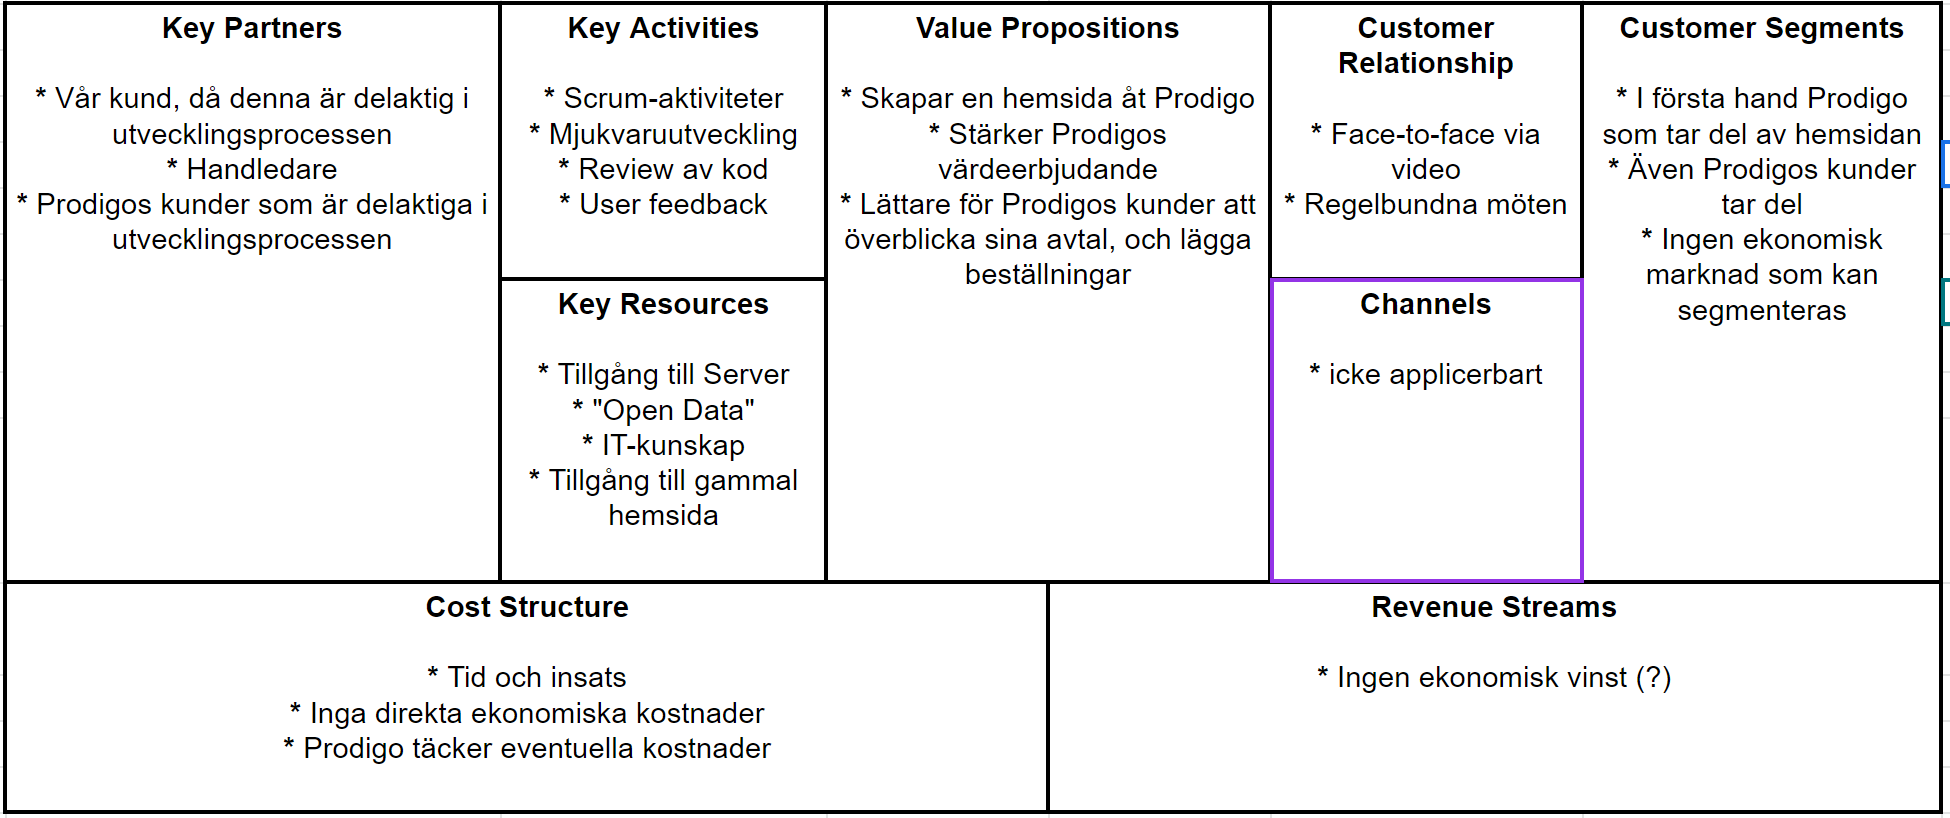 Key Partners
* Vår kund, då denna är delaktig i
utvecklingsprocessen
* Handledare
* Prodigos kunder som är delaktiga i
utvecklingsprocessen
Key Activities
* Scrum-aktiviteter
* Mjukvaruutveckling
* Review av kod
* User feedback
Key Resources
* Tillgång till Server
* "Open Data"
* IT-kunskap
* Tillgång till gammal
hemsida
Value Propositions
* Skapar en hemsida åt Prodigo
* Stärker Prodigos
värdeerbjudande
* Lättare för Prodigos kunder att
överblicka sina avtal, och lägga
beställningar
Customer
Relationship
* Face-to-face via
video
* Regelbundna möten
Channels
* icke applicerbart
Customer Segments
* I första hand Prodigo
som tar del av hemsidan
* Även Prodigos kunder
tar del
* Ingen ekonomisk
marknad som kan
segmenteras
Cost Structure
* Tid och insats
* Inga direkta ekonomiska kostnader
* Prodigo täcker eventuella kostnader
Revenue Streams
* Ingen ekonomisk vinst (?)